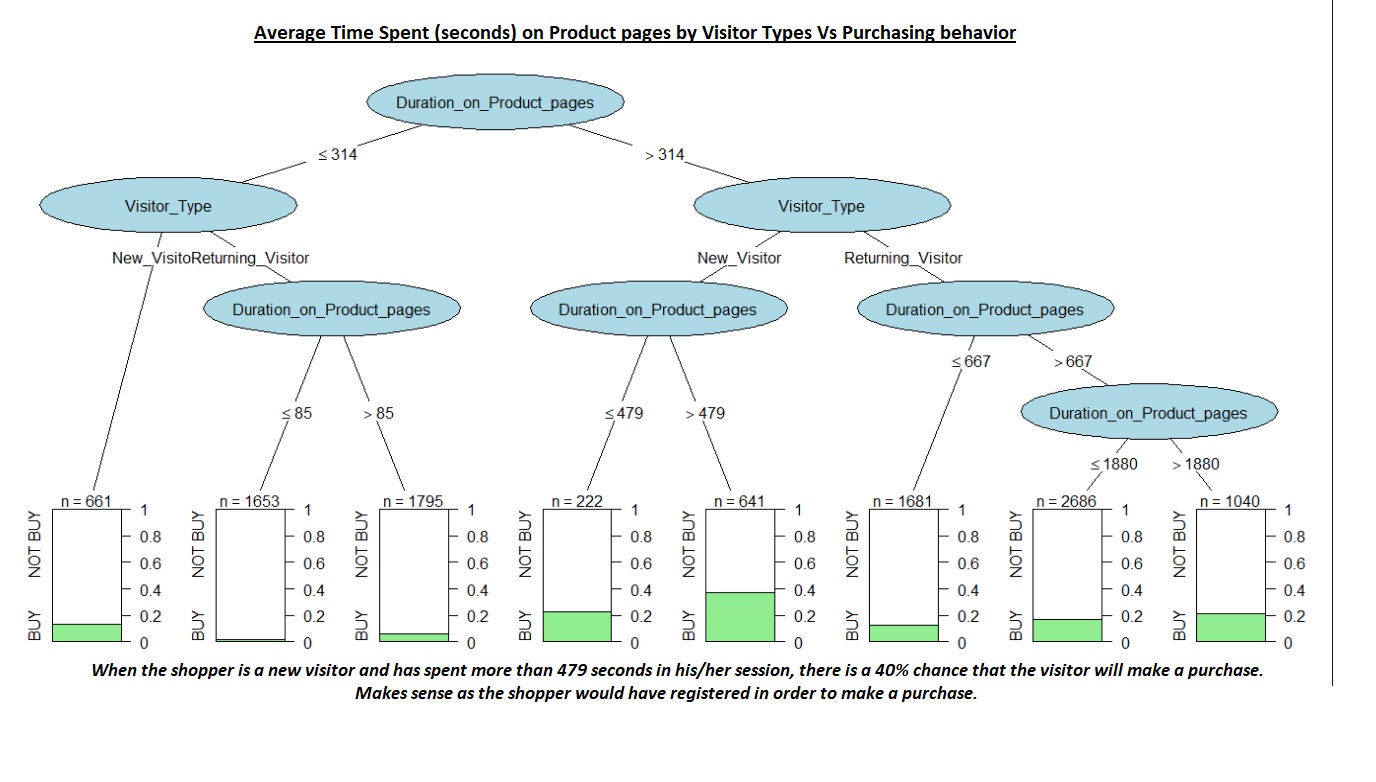 Average Time Spent (seconds) on Product pages by Visitor Types Vs Purchasing behavior
Duration_on_Product_pages
≤ 314
> 314
Visitor_Type
Visitor_Type
New_VisitoReturning_Visitor
New_Visitor
Returning_Visitor
Duration_on_Product_pages
Duration_on_Product_pages
Duration_on_Product_pages
≤ 667
> 667
≤ 85
> 85
≤ 479
> 479
Duration_on_Product_pages
≤ 1880
> 1880
n = 661
NOT BUY
BUY
1
0.8
0.6
0.4
0.2
0
n = 1653
NOT BUY
BUY
1
0.8
0.6
0.4
0.2
0
n = 1795
NOT BUY
BUY
1
0.8
0.6
0.4
0.2
0
n = 222
NOT BUY
BUY
1
0.8
0.6
0.4
0.2
0
n = 641
NOT BUY
BUY
1
0.8
0.6
0.4
0.2
0
n = 1681
NOT BUY
BUY
1
0.8
0.6
0.4
0.2
0
n = 2686
NOT BUY
BUY
1
0.8
0.6
0.4
0.2
0
n = 1040
NOT BUY
BUY
1
0.8
0.6
0.4
0.2
0
When the shopper is a new visitor and has spent more than 479 seconds in his/her session, there is a 40% chance that the visitor will make a purchase.
Makes sense as the shopper would have registered in order to make a purchase.